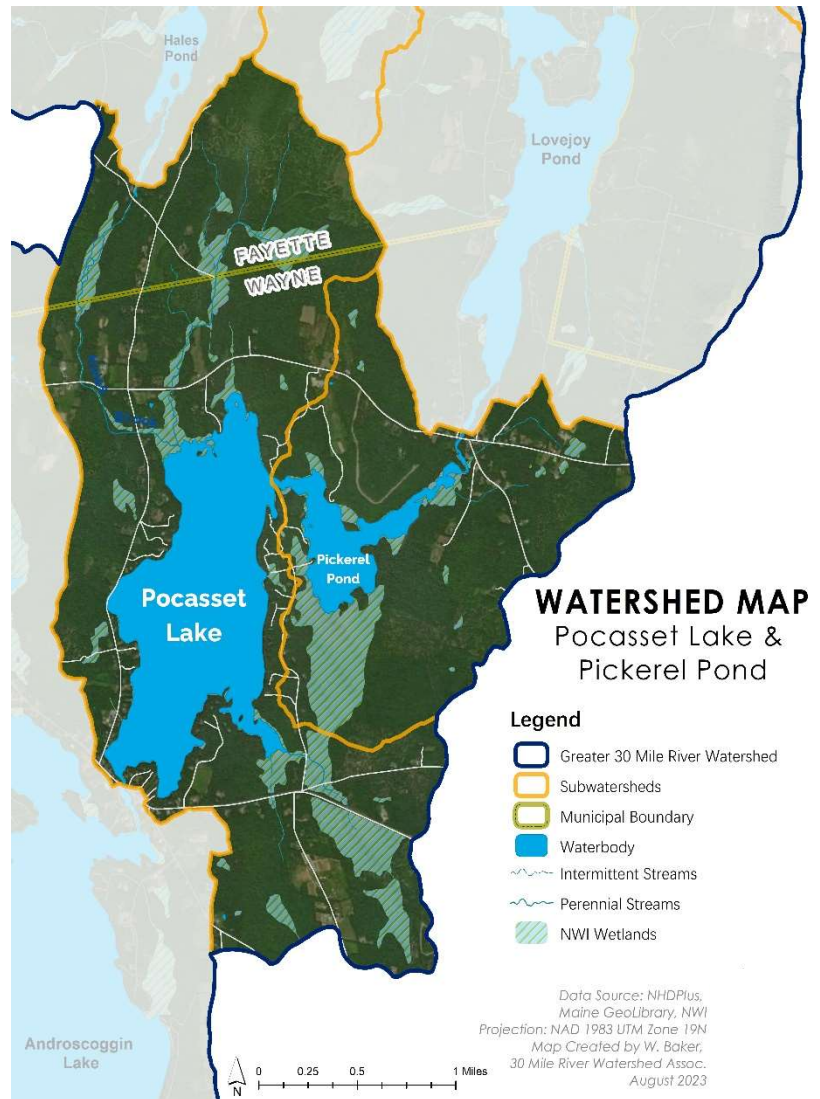 Hales
Pond
Lovejoy
Pond
FAYETTE
WAYNE
Pickerel
Pond
Pocasset
Lake
WATERSHED MAP
Pocasset Lake &
Pickerel Pond
Legend
Greater 30 Mile River Watershed
Subwatersheds
Municipal Boundary
Waterbody
Intermittent Streams
Perennial Streams
NWI Wetlands
Data Source: NHDPlus,
Maine GeoLibrary, NWI
Projection: NAD 1983 UTM Zone 19N
Map Created by W. Baker,
30 Mile River Watershed Assoc.
August 2023
Androscoggin
Lake
N
0 0.25 0.5 1 Miles